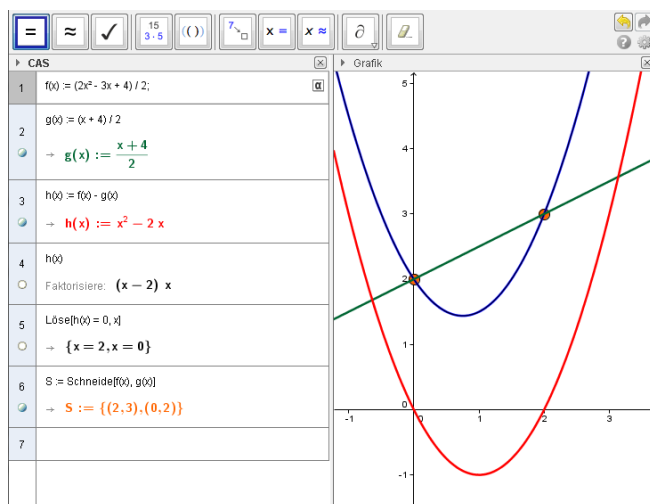 = ≈ ✓ 15 3·5 (()) 7 x = x ≈ ∂
CAS
Grafik
1 f(x) := (2x² - 3x + 4) / 2; α
2 g(x) := (x + 4) / 2
→ g(x) := (x + 4)/2
3 h(x) := f(x) - g(x)
→ h(x) := x² − 2 x
4 h(x)
Faktorisiere: (x − 2) x
5 Löse[h(x) = 0, x]
→ {x = 2, x = 0}
6 S := Schneide[f(x), g(x)]
→ S := {(2,3),(0,2)}
7
5
4
3
2
1
0
-1
-1 0 1 2 3